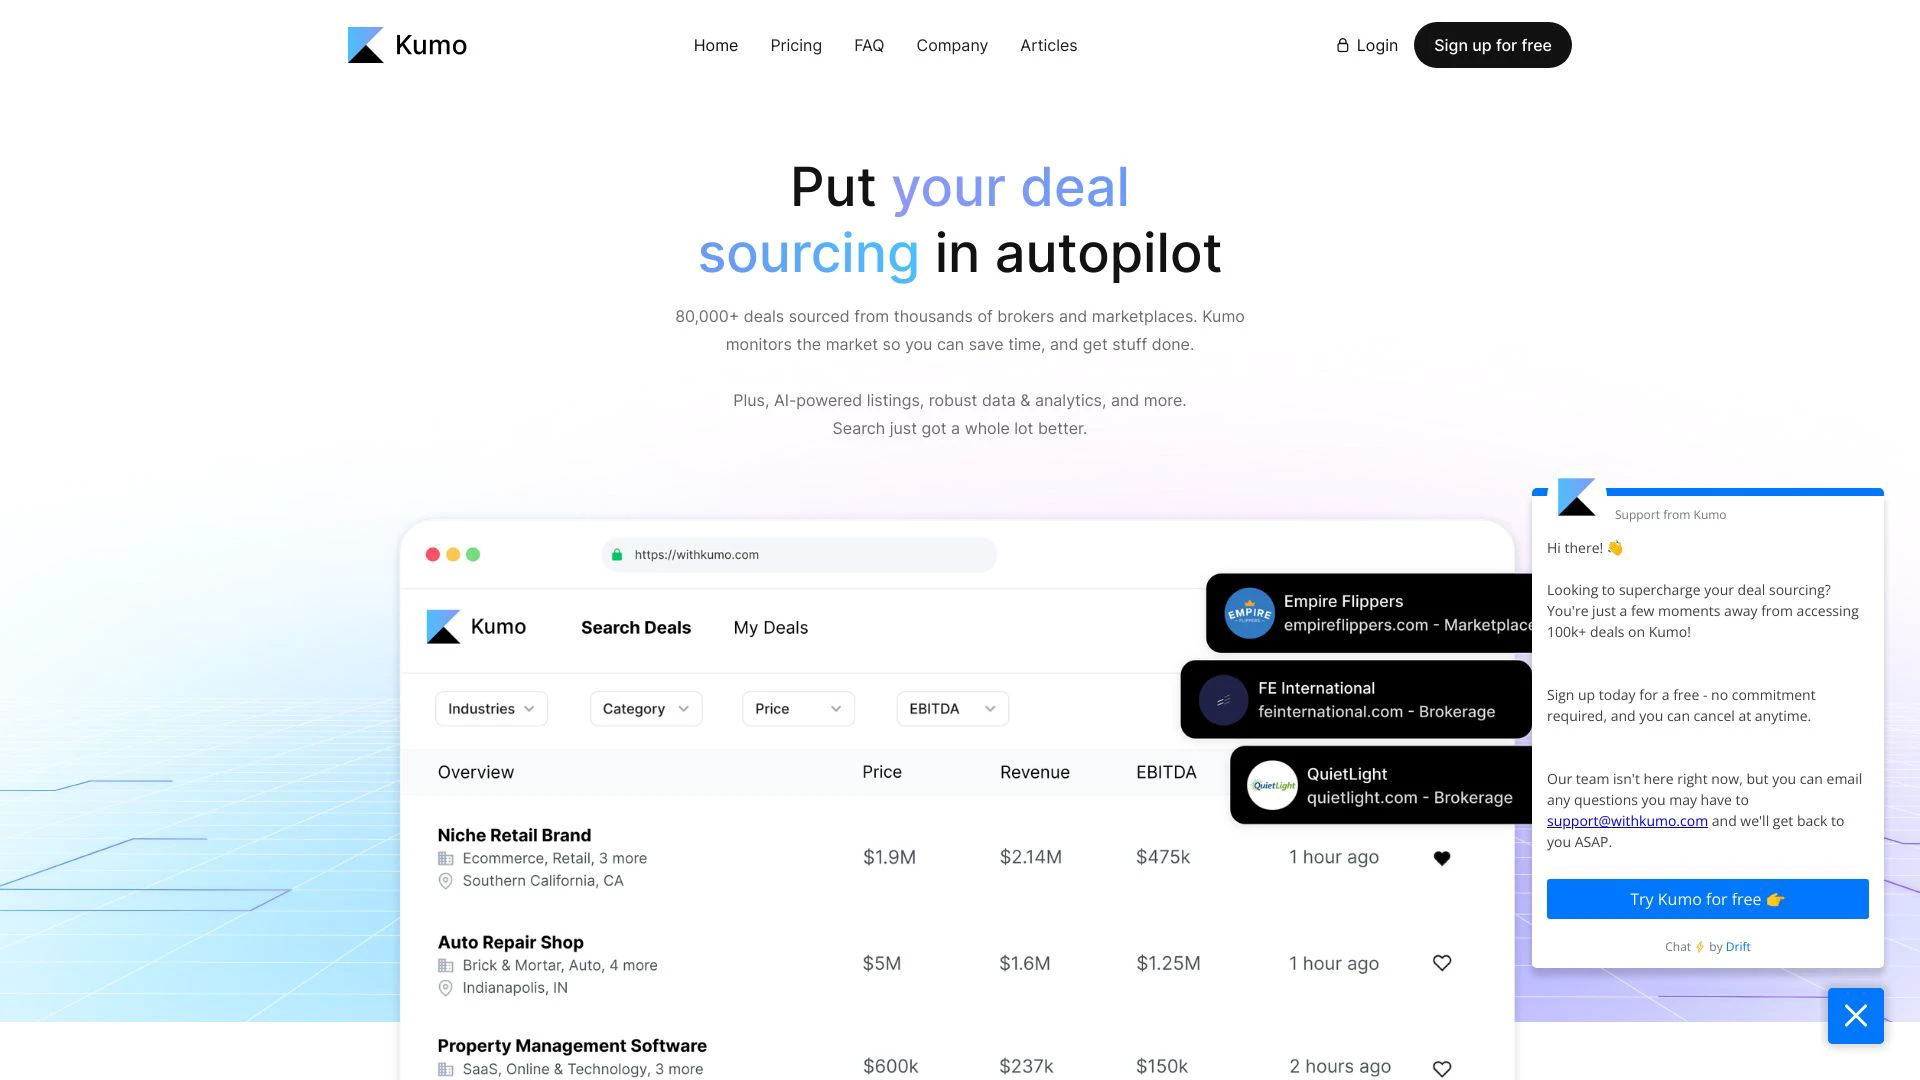 Kumo
Home
Pricing
FAQ
Company
Articles
Login
Sign up for free
Put your deal
sourcing in autopilot
80,000+ deals sourced from thousands of brokers and marketplaces. Kumo
monitors the market so you can save time, and get stuff done.
Plus, AI-powered listings, robust data & analytics, and more.
Search just got a whole lot better.
https://withkumo.com
Kumo
Search Deals
My Deals
Industries
Category
Price
EBITDA
Overview
Price
Revenue
EBITDA
Niche Retail Brand
Ecommerce, Retail, 3 more
Southern California, CA
$1.9M
$2.14M
$475k
1 hour ago
Auto Repair Shop
Brick & Mortar, Auto, 4 more
Indianapolis, IN
$5M
$1.6M
$1.25M
1 hour ago
Property Management Software
SaaS, Online & Technology, 3 more
$600k
$237k
$150k
2 hours ago
EMPIRE
FLIPPERS
Empire Flippers
empireflippers.com - Marketplace
FE International
feinternational.com - Brokerage
QuietLight
QuietLight
quietlight.com - Brokerage
Support from Kumo
Hi there! 👋
Looking to supercharge your deal sourcing?
You're just a few moments away from accessing
100k+ deals on Kumo!
Sign up today for a free - no commitment
required, and you can cancel at anytime.
Our team isn't here right now, but you can email
any questions you may have to
support@withkumo.com and we'll get back to
you ASAP.
Try Kumo for free 👉
Chat ⚡ by Drift